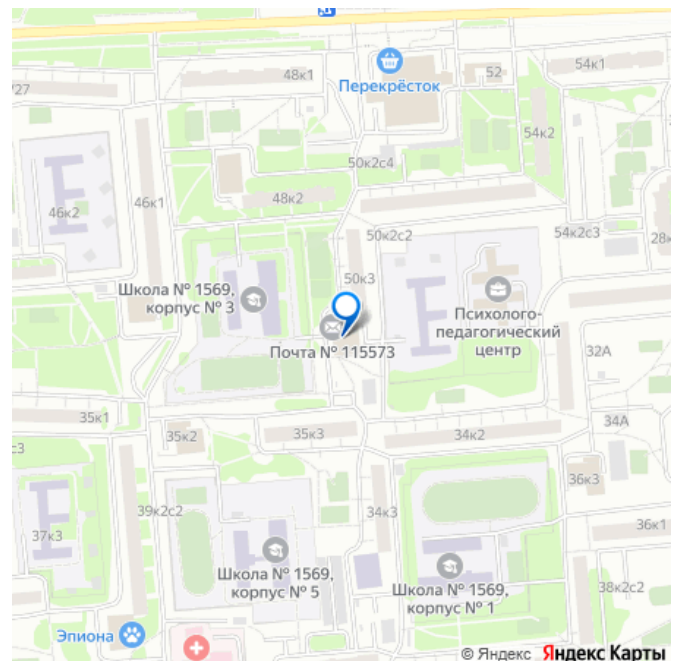 48к1
Перекрёсток
52
54к1
/27
54к2
50к2с4
46к2
46к1
48к2
50к2с2
54к2с3
28к
50к3
Школа № 1569,
корпус № 3
Психолого-
педагогический
центр
Почта № 115573
32А
35к1
35к2
35к3
34к2
34А
с3
36к3
39к2с2
34к3
36к1
37к3
Школа № 1569,
корпус № 5
Школа № 1569,
корпус № 1
38к2с2
Эпиона
© Яндекс Яндекс Карты